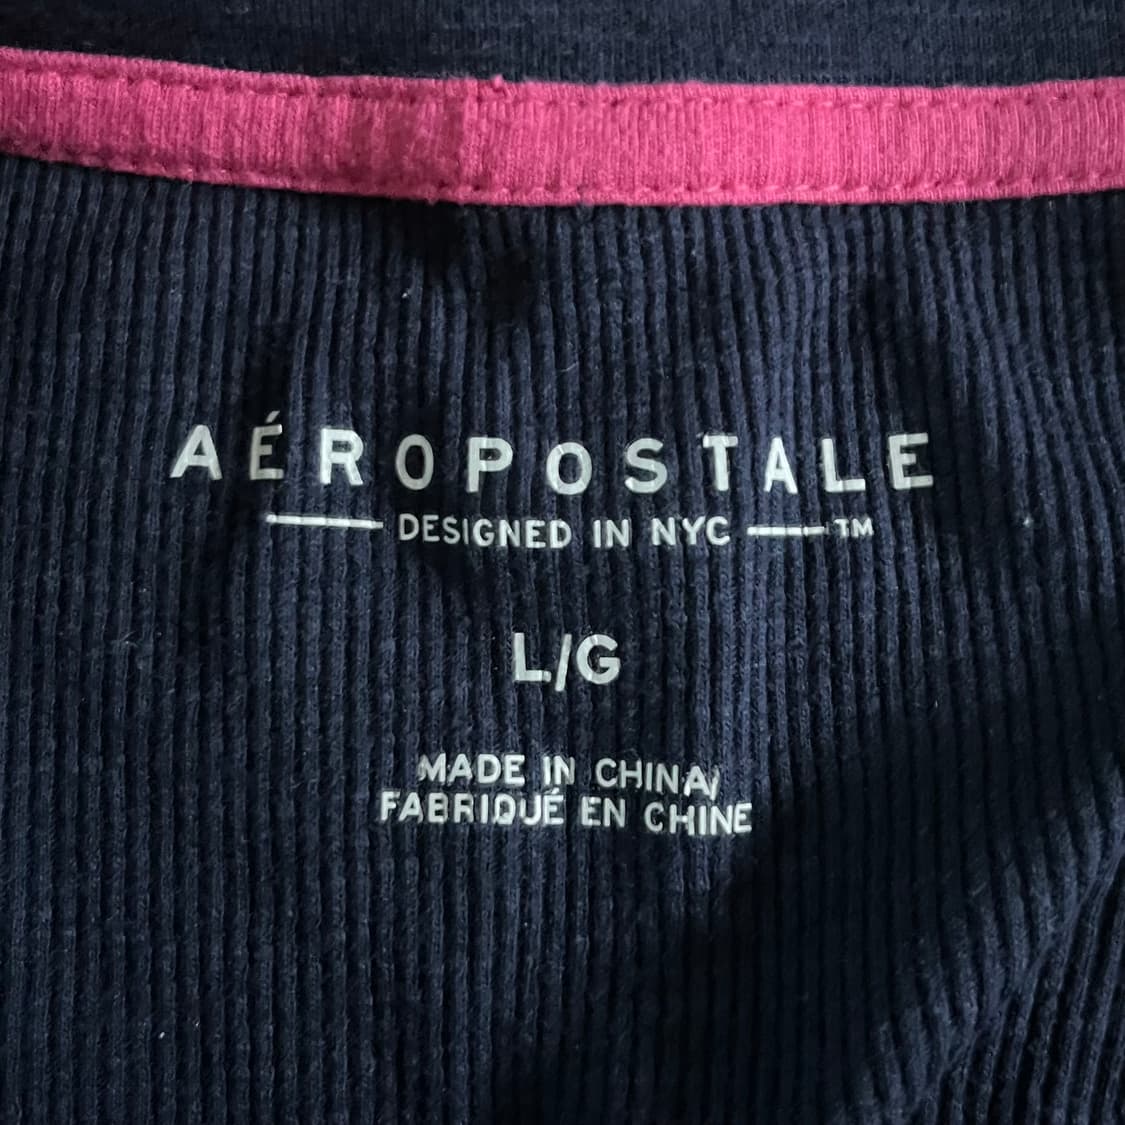 AÉROPOSTALE
DESIGNED IN NYC TM
L/G
MADE IN CHINA/
FABRIQUÉ EN CHINE